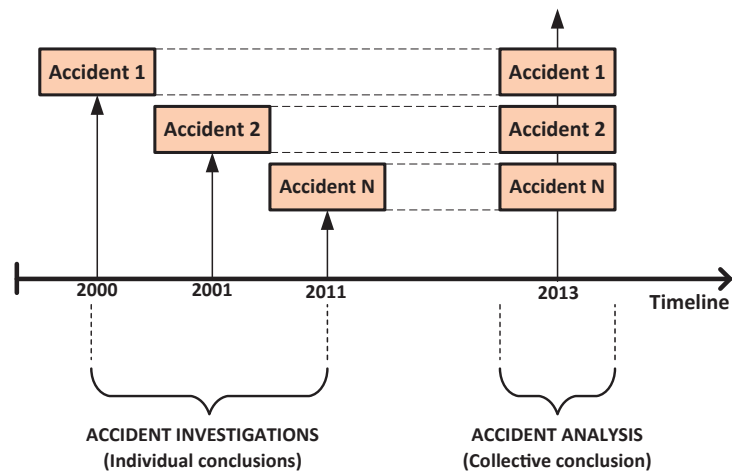 Accident 1
Accident 1
Accident 2
Accident 2
Accident N
Accident N
2000
2001
2011
2013
Timeline
ACCIDENT INVESTIGATIONS
(Individual conclusions)
ACCIDENT ANALYSIS
(Collective conclusion)